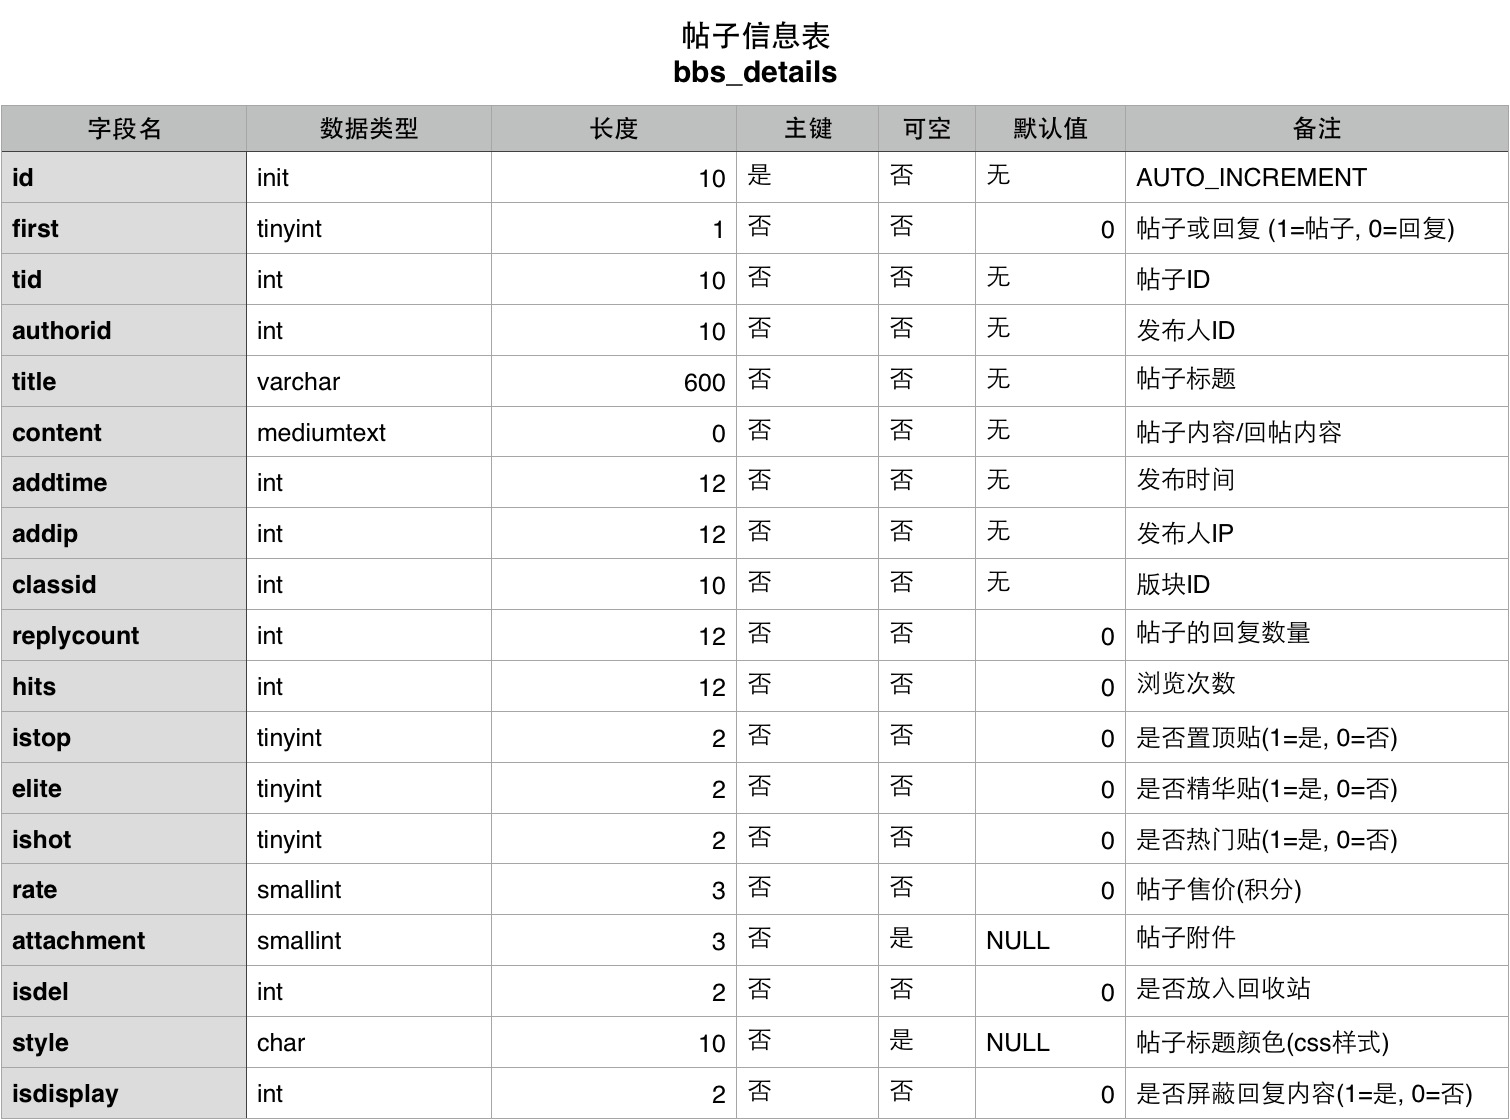 帖子信息表
bbs_details
字段名 数据类型 长度 主键 可空 默认值 备注
id init 10 是 否 无 AUTO_INCREMENT
first tinyint 1 否 否 0 帖子或回复 (1=帖子, 0=回复)
tid int 10 否 否 无 帖子ID
authorid int 10 否 否 无 发布人ID
title varchar 600 否 否 无 帖子标题
content mediumtext 0 否 否 无 帖子内容/回帖内容
addtime int 12 否 否 无 发布时间
addip int 12 否 否 无 发布人IP
classid int 10 否 否 无 版块ID
replycount int 12 否 否 0 帖子的回复数量
hits int 12 否 否 0 浏览次数
istop tinyint 2 否 否 0 是否置顶贴(1=是, 0=否)
elite tinyint 2 否 否 0 是否精华贴(1=是, 0=否)
ishot tinyint 2 否 否 0 是否热门贴(1=是, 0=否)
rate smallint 3 否 否 0 帖子售价(积分)
attachment smallint 3 否 是 NULL 帖子附件
isdel int 2 否 否 0 是否放入回收站
style char 10 否 是 NULL 帖子标题颜色(css样式)
isdisplay int 2 否 否 0 是否屏蔽回复内容(1=是, 0=否)